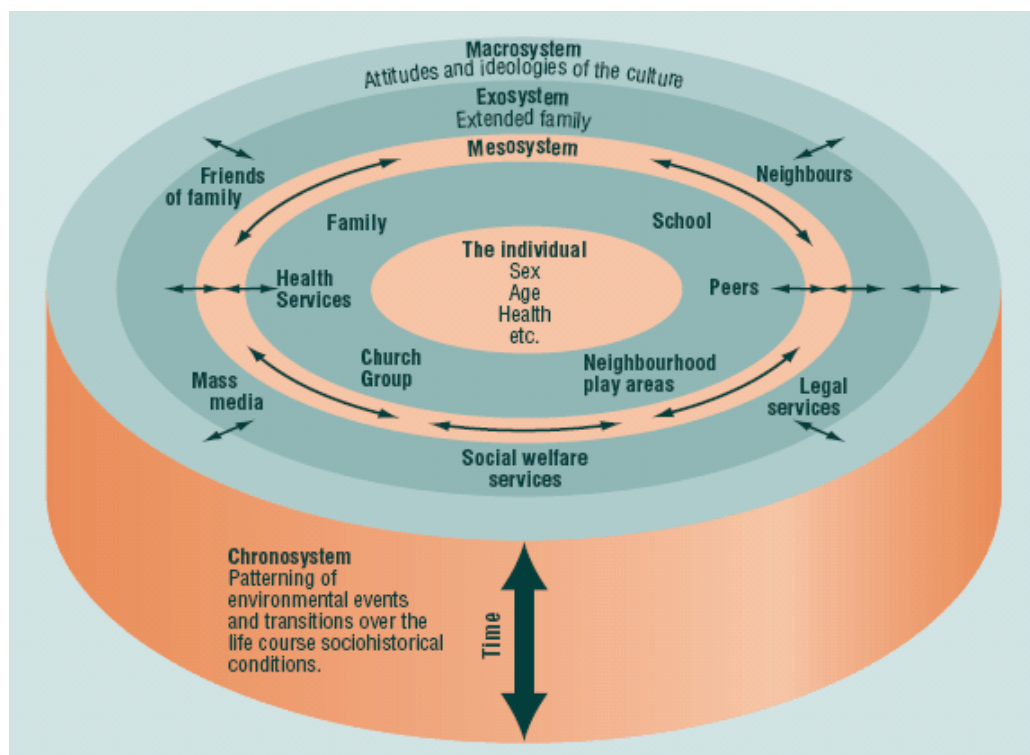 Macrosystem
Attitudes and ideologies of the culture
Exosystem
Extended family
Mesosystem
Friends
of family
Neighbours
Family
School
The individual
Sex
Age
Health
etc.
Health
Services
Peers
Church
Group
Neighbourhood
play areas
Mass
media
Legal
services
Social welfare
services
Chronosystem
Patterning of
environmental events
and transitions over the
life course sociohistorical
conditions.
Time